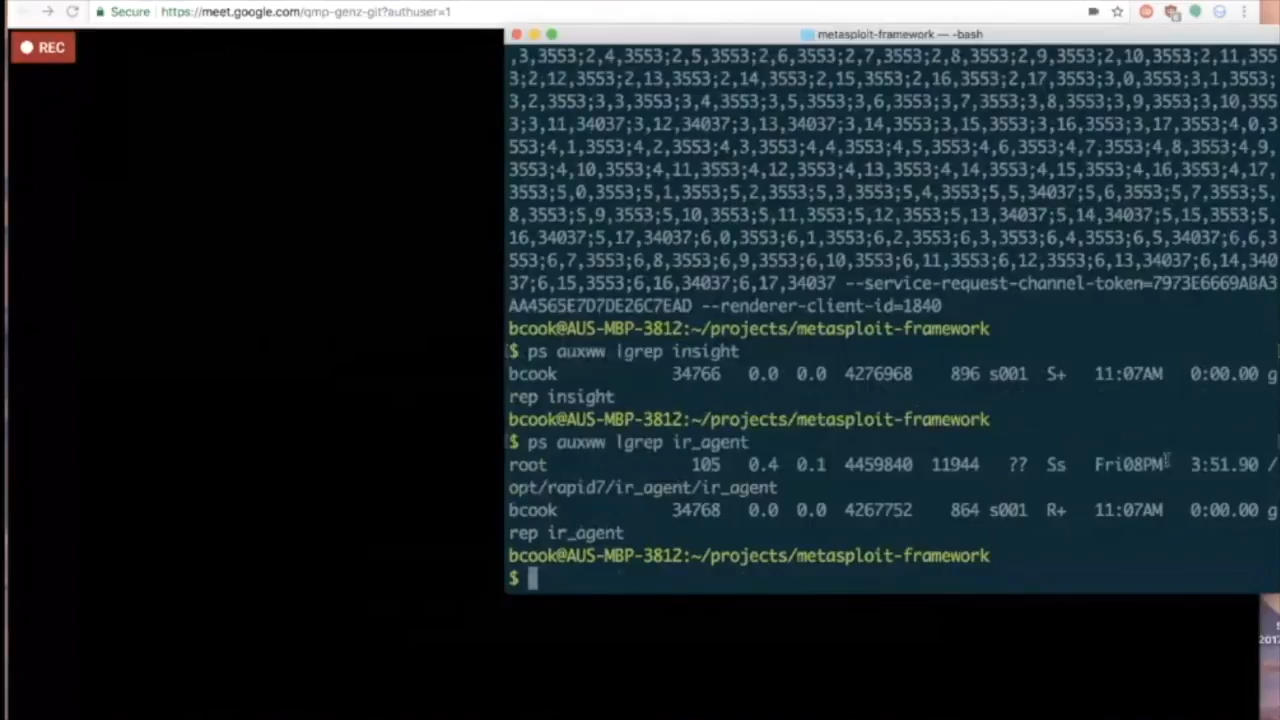 Secure https://meet.google.com/qmp-genz-git?authuser=1
REC
metasploit-framework — -bash
,3,3553;2,4,3553;2,5,3553;2,6,3553;2,7,3553;2,8,3553;2,9,3553;2,10,3553;2,11,355
3;2,12,3553;2,13,3553;2,14,3553;2,15,3553;2,16,3553;2,17,3553;3,0,3553;3,1,3553;
3,2,3553;3,3,3553;3,4,3553;3,5,3553;3,6,3553;3,7,3553;3,8,3553;3,9,3553;3,10,355
3;3,11,34037;3,12,34037;3,13,34037;3,14,3553;3,15,3553;3,16,3553;3,17,3553;4,0,3
553;4,1,3553;4,2,3553;4,3,3553;4,4,3553;4,5,3553;4,6,3553;4,7,3553;4,8,3553;4,9,
3553;4,10,3553;4,11,3553;4,12,3553;4,13,3553;4,14,3553;4,15,3553;4,16,3553;4,17,
3553;5,0,3553;5,1,3553;5,2,3553;5,3,3553;5,4,3553;5,5,34037;5,6,3553;5,7,3553;5,
8,3553;5,9,3553;5,10,3553;5,11,3553;5,12,3553;5,13,34037;5,14,34037;5,15,3553;5,
16,34037;5,17,34037;6,0,3553;6,1,3553;6,2,3553;6,3,3553;6,4,3553;6,5,34037;6,6,3
553;6,7,3553;6,8,3553;6,9,3553;6,10,3553;6,11,3553;6,12,3553;6,13,34037;6,14,340
37;6,15,3553;6,16,34037;6,17,34037 --service-request-channel-token=7973E6669ABA3
AA4565E7D7DE26C7EAD --renderer-client-id=1840
bcook@AUS-MBP-3812:~/projects/metasploit-framework
$ ps auxww |grep insight
bcook 34766 0.0 0.0 4276968 896 s001 S+ 11:07AM 0:00.00 g
rep insight
bcook@AUS-MBP-3812:~/projects/metasploit-framework
$ ps auxww |grep ir_agent
root 105 0.4 0.1 4459840 11944 ?? Ss Fri08PM 3:51.90 /
opt/rapid7/ir_agent/ir_agent
bcook 34768 0.0 0.0 4267752 864 s001 R+ 11:07AM 0:00.00 g
rep ir_agent
bcook@AUS-MBP-3812:~/projects/metasploit-framework
$